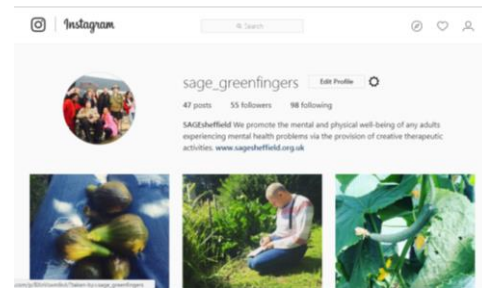 Instagram
Search
sage_greenfingers Edit Profile
47 posts 55 followers 98 following
SAGEsheffield We promote the mental and physical well-being of any adults
experiencing mental health problems via the provision of creative therapeutic
activities. www.sagesheffield.org.uk